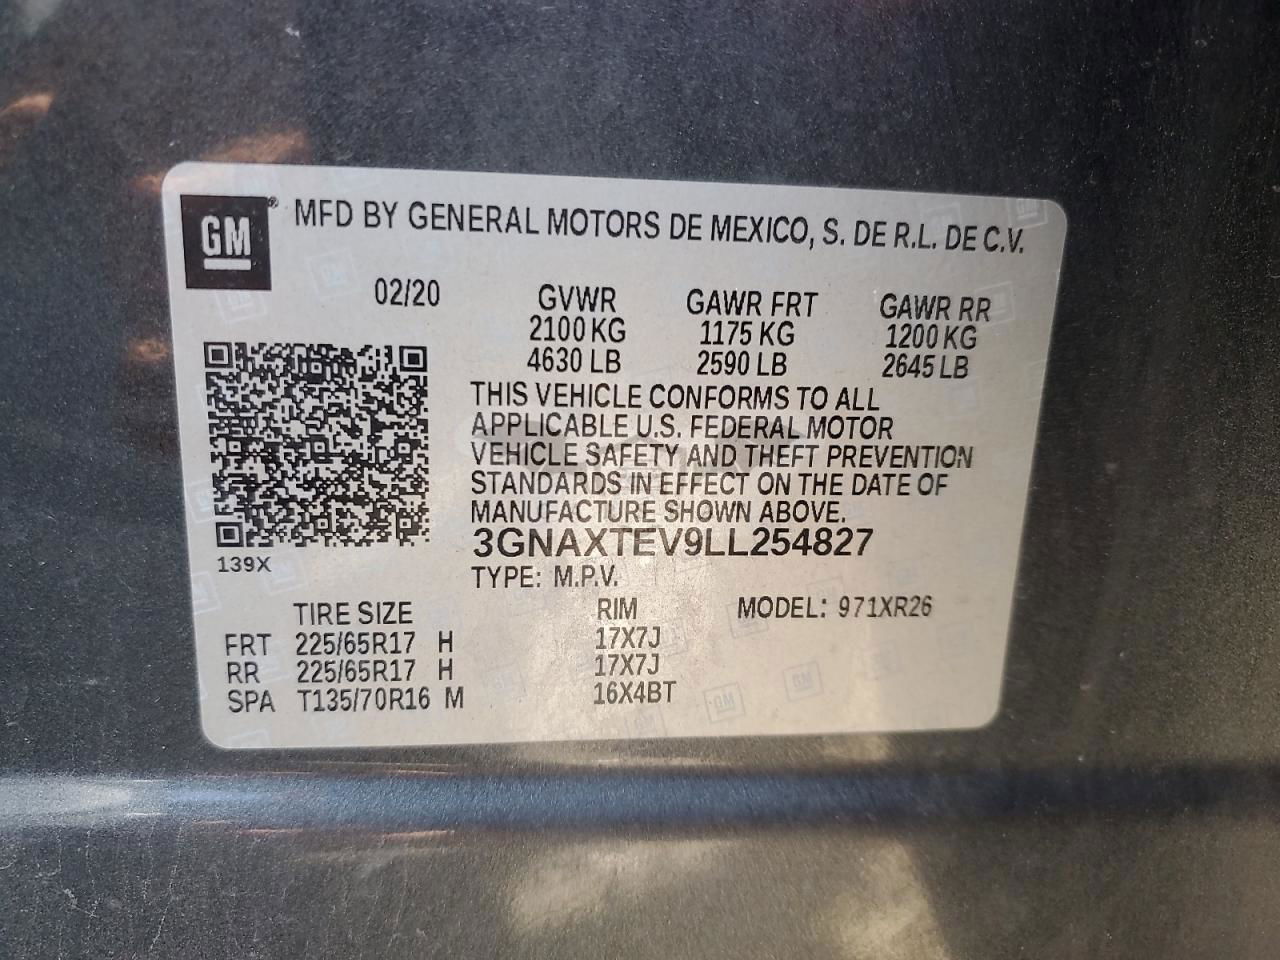 GM® MFD BY GENERAL MOTORS DE MEXICO, S. DE R.L. DE C.V.
02/20 GVWR GAWR FRT GAWR RR
2100 KG 1175 KG 1200 KG
4630 LB 2590 LB 2645 LB
THIS VEHICLE CONFORMS TO ALL
APPLICABLE U.S. FEDERAL MOTOR
VEHICLE SAFETY AND THEFT PREVENTION
STANDARDS IN EFFECT ON THE DATE OF
MANUFACTURE SHOWN ABOVE.
3GNAXTEV9LL254827
139X
TYPE: M.P.V.
TIRE SIZE RIM MODEL: 971XR26
FRT 225/65R17 H 17X7J
RR 225/65R17 H 17X7J
SPA T135/70R16 M 16X4BT